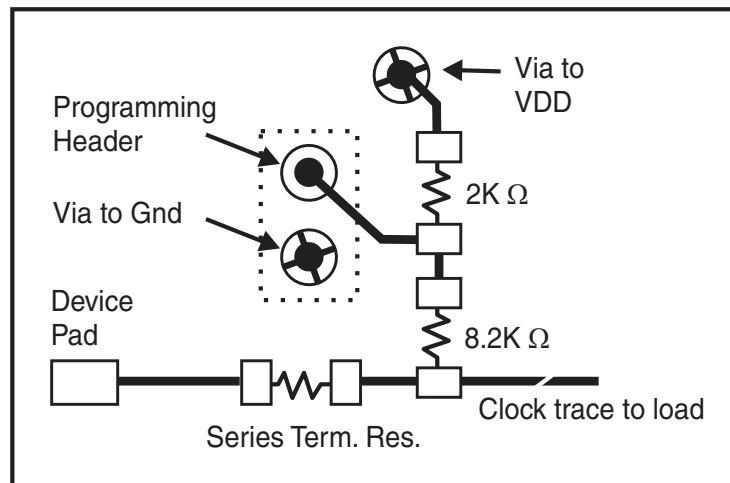 Via to
VDD
Programming
Header
2K Ω
Via to Gnd
Device
Pad
8.2K Ω
Clock trace to load
Series Term. Res.